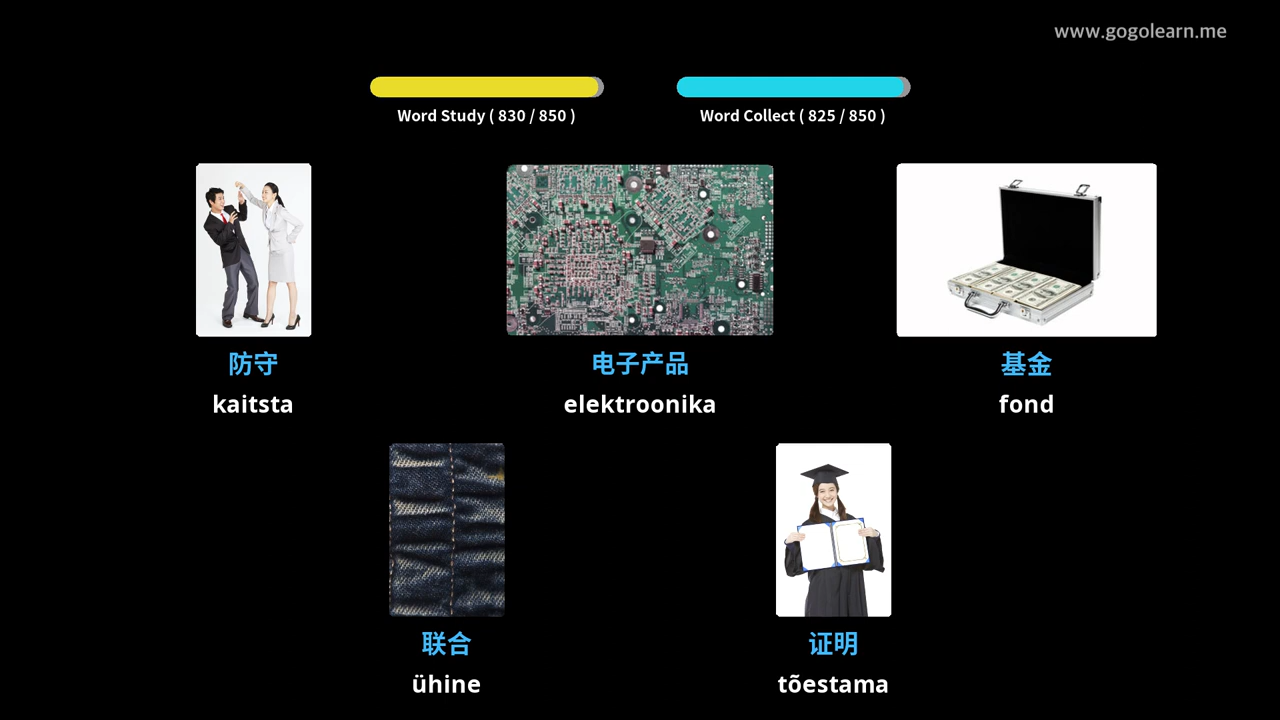 www.gogolearn.me
Word Study ( 830 / 850 )
Word Collect ( 825 / 850 )
防守
kaitsta
电子产品
elektroonika
基金
fond
联合
ühine
证明
tõestama